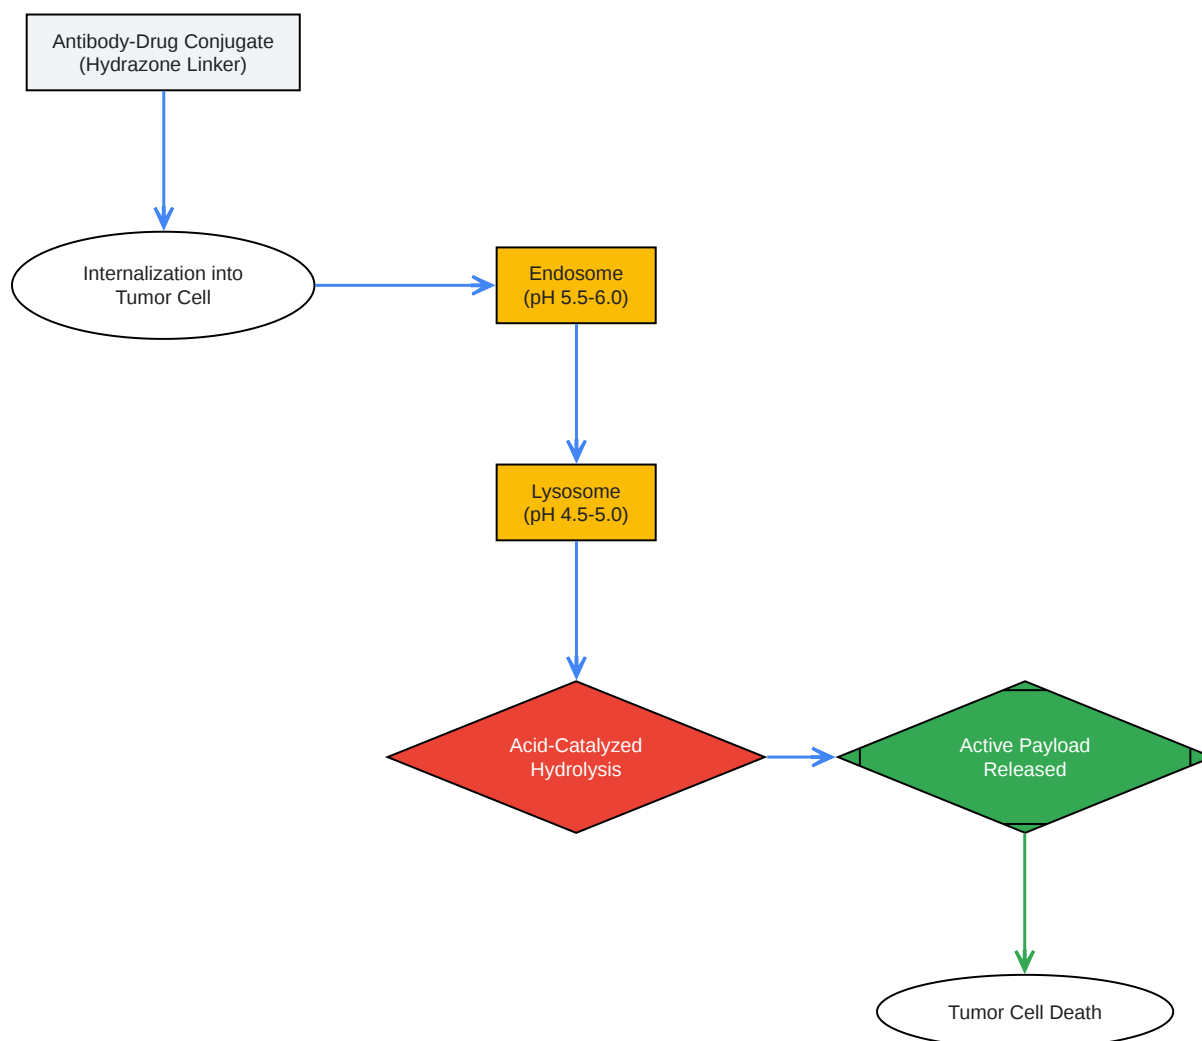 Antibody-Drug Conjugate
(Hydrazone Linker)
Internalization into
Tumor Cell
Endosome
(pH 5.5-6.0)
Lysosome
(pH 4.5-5.0)
Acid-Catalyzed
Hydrolysis
Active Payload
Released
Tumor Cell Death